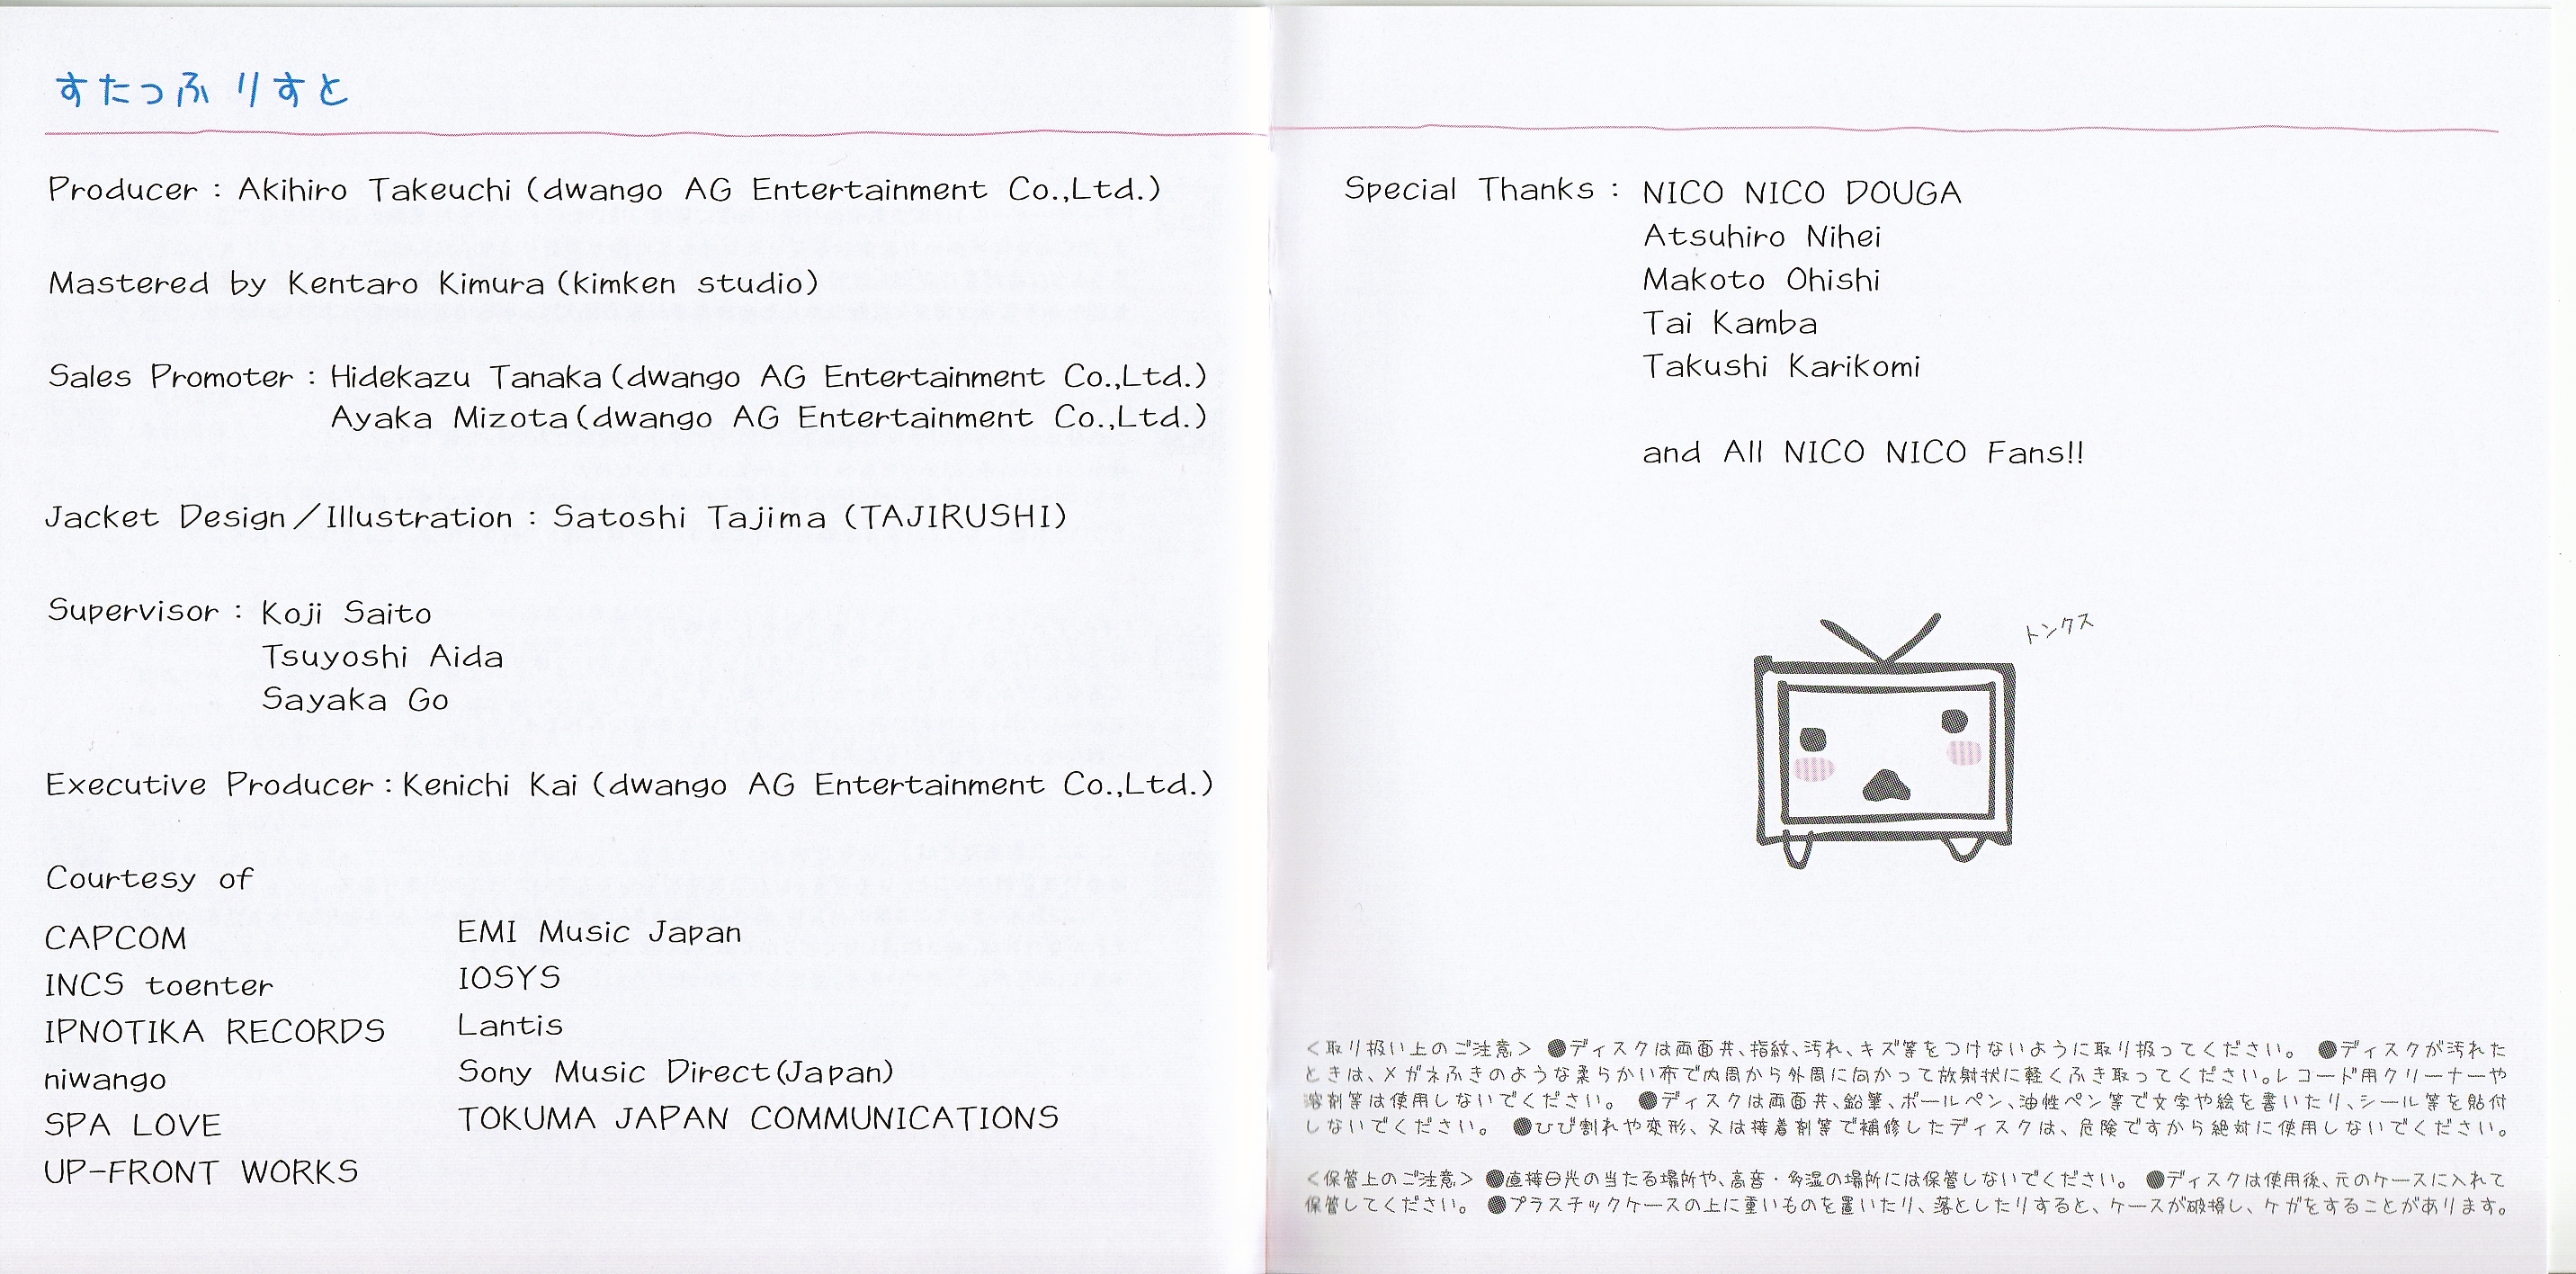 すたっふりすと
Producer：Akihiro Takeuchi（dwango AG Entertainment Co.,Ltd.）
Mastered by Kentaro Kimura（kimken studio）
Sales Promoter：Hidekazu Tanaka（dwango AG Entertainment Co.,Ltd.）
Ayaka Mizota（dwango AG Entertainment Co.,Ltd.）
Jacket Design／Illustration：Satoshi Tajima（TAJIRUSHI）
Supervisor：Koji Saito
Tsuyoshi Aida
Sayaka Go
Executive Producer：Kenichi Kai（dwango AG Entertainment Co.,Ltd.）
Courtesy of
CAPCOM
INCS toenter
IPNOTIKA RECORDS
niwango
SPA LOVE
UP-FRONT WORKS
EMI Music Japan
IOSYS
Lantis
Sony Music Direct(Japan)
TOKUMA JAPAN COMMUNICATIONS
Special Thanks：NICO NICO DOUGA
Atsuhiro Nihei
Makoto Ohishi
Tai Kamba
Takushi Karikomi
and All NICO NICO Fans!!
トンクス
＜取り扱い上のご注意＞ ●ディスクは両面共、指紋、汚れ、キズ等をつけないように取り扱ってください。 ●ディスクが汚れた
ときは、メガネふきのような柔らかい布で内周から外周に向かって放射状に軽くふき取ってください。レコード用クリーナーや
溶剤等は使用しないでください。 ●ディスクは両面共、鉛筆、ボールペン、油性ペン等で文字や絵を書いたり、シール等を貼付
しないでください。 ●ひび割れや変形、又は接着剤等で補修したディスクは、危険ですから絶対に使用しないでください。
＜保管上のご注意＞ ●直接日光の当たる場所や、高音・多湿の場所には保管しないでください。 ●ディスクは使用後、元のケースに入れて
保管してください。 ●プラスチックケースの上に重いものを置いたり、落としたりすると、ケースが破損し、ケガをすることがあります。